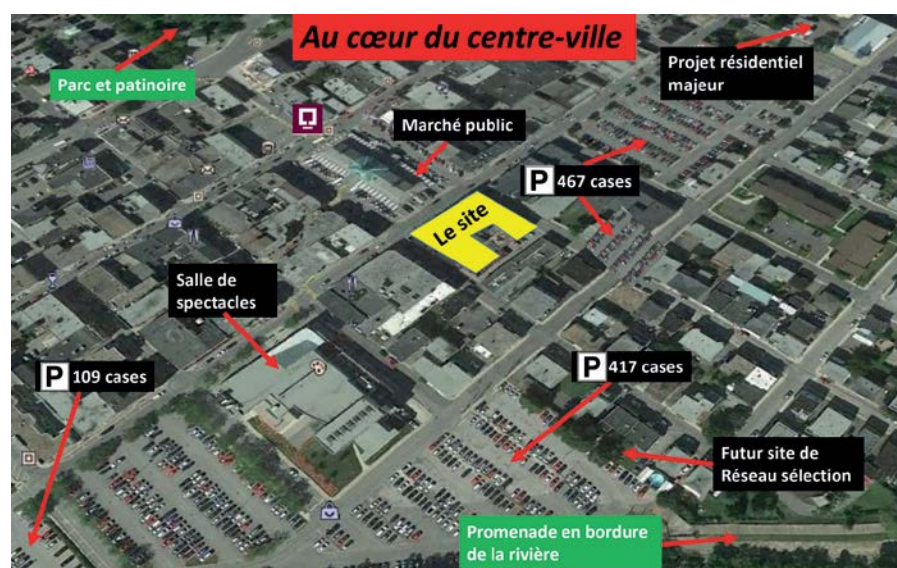 Au cœur du centre-ville
Parc et patinoire
Projet résidentiel
majeur
Marché public
P 467 cases
Le site
Salle de
spectacles
P 109 cases
P 417 cases
Futur site de
Réseau sélection
Promenade en bordure
de la rivière